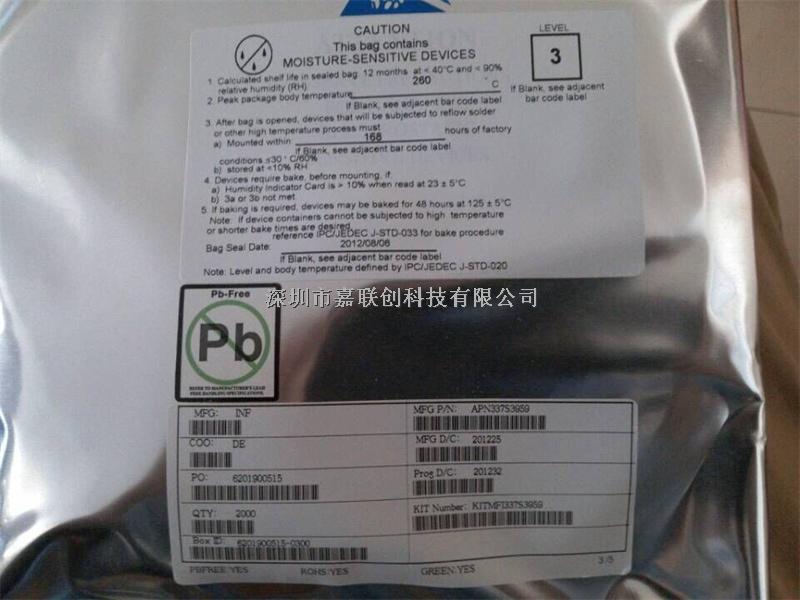 CAUTION
This bag contains
MOISTURE-SENSITIVE DEVICES
LEVEL
3
If Blank, see adjacent
bar code label
1. Calculated shelf life in sealed bag: 12 months at < 40°C and < 90%
relative humidity (RH).
2. Peak package body temperature 260 °C
If Blank, see adjacent bar code label
3. After bag is opened, devices that will be subjected to reflow solder
or other high temperature process must
a) Mounted within 168 hours of factory
If Blank, see adjacent bar code label
conditions ≤30° C/60%
b) stored at <10% RH
4. Devices require bake, before mounting, if:
a) Humidity Indicator Card is > 10% when read at 23 ± 5°C
b) 3a or 3b not met.
5. If baking is required, devices may be baked for 48 hours at 125 ± 5°C
Note: If device containers cannot be subjected to high temperature
or shorter bake times are desired,
reference IPC/JEDEC J-STD-033 for bake procedure
Bag Seal Date: 2012/08/06
If Blank, see adjacent bar code label
Note: Level and body temperature defined by IPC/JEDEC J-STD-020
深圳市嘉联创科技有限公司
Pb-Free
Pb
REFER TO MANUFACTURER'S LEAD
FREE HANDLING SPECIFICATIONS.
MFG: INF
MFG P/N: APN337S3959
COO: DE
MFG D/C: 201225
PO: 6201900515
Prog D/C: 201232
QTY: 2000
KIT Number: KITMFI337S3959
Box ID: 6201900515-0300
3/5
PBFREE:YES ROHS:YES GREEN:YES